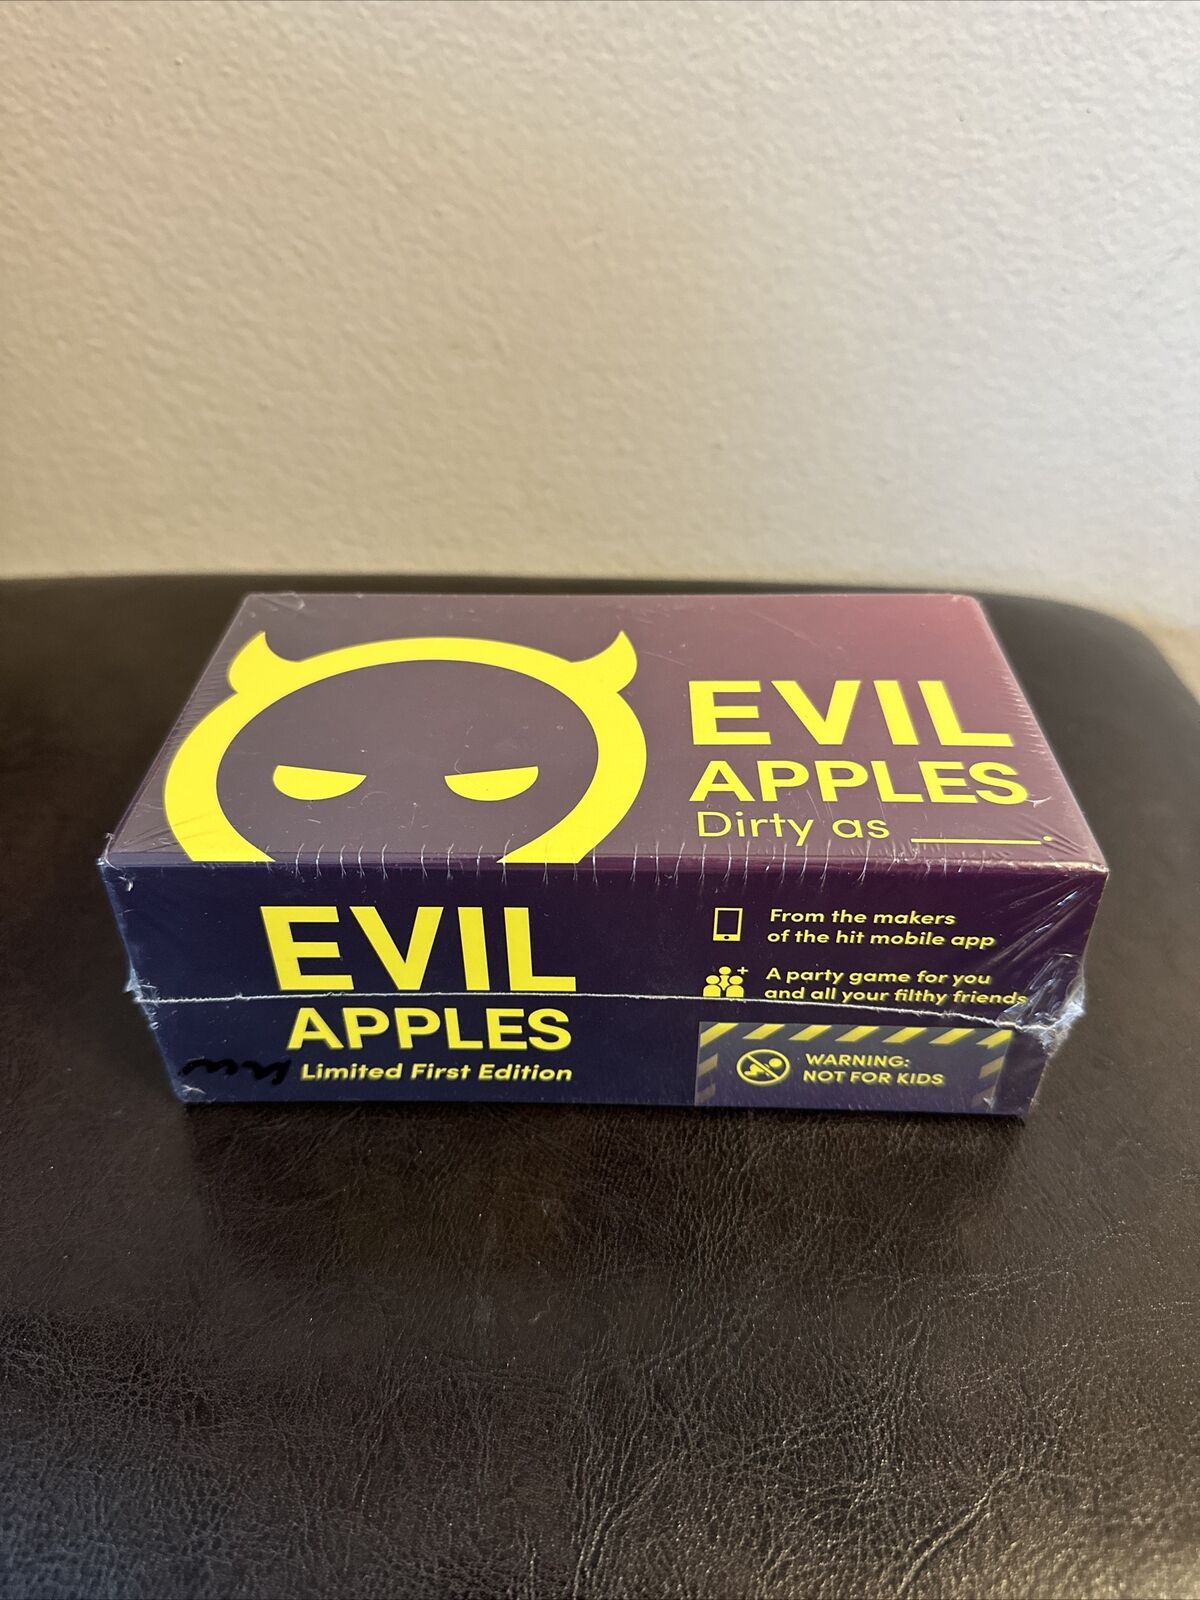 EVIL
APPLES
Dirty as ______.
EVIL
APPLES
Limited First Edition
From the makers
of the hit mobile app
A party game for you
and all your filthy friends
WARNING:
NOT FOR KIDS